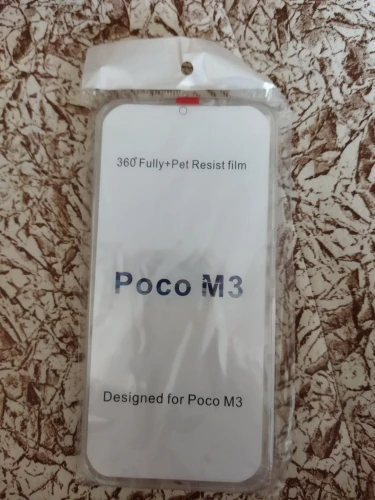 360° Fully+Pet Resist film
Poco M3
Designed for Poco M3